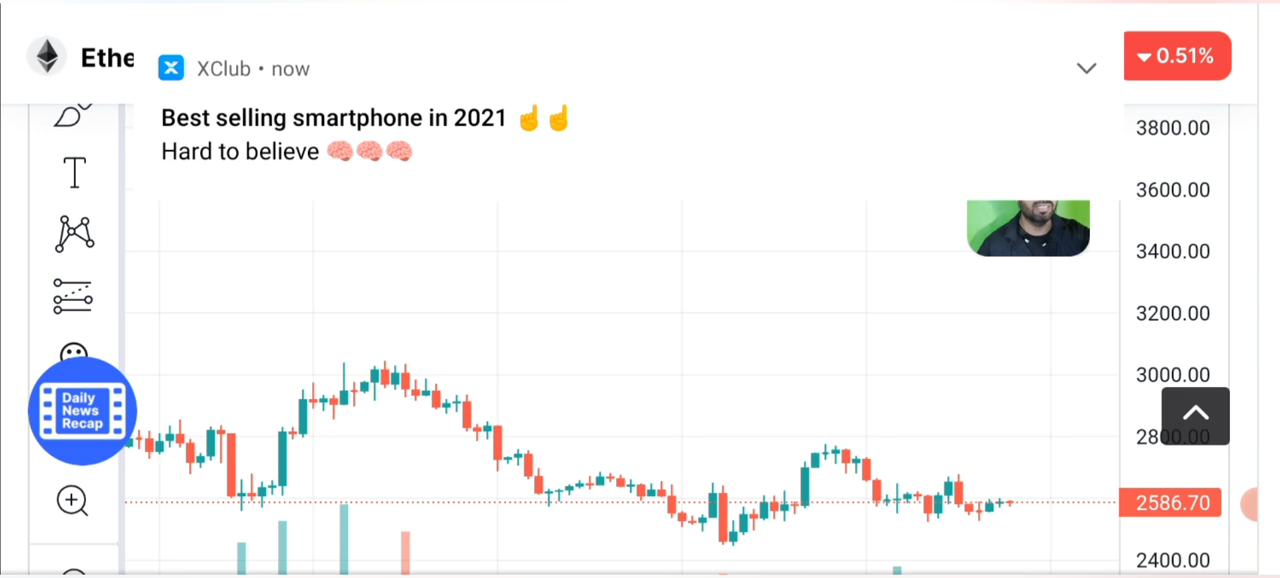 Ethe
XClub • now
0.51%
Best selling smartphone in 2021 ☝️☝️
Hard to believe 🧠🧠🧠
T
3800.00
3600.00
3400.00
3200.00
3000.00
2800.00
2586.70
2400.00
Daily
News
Recap